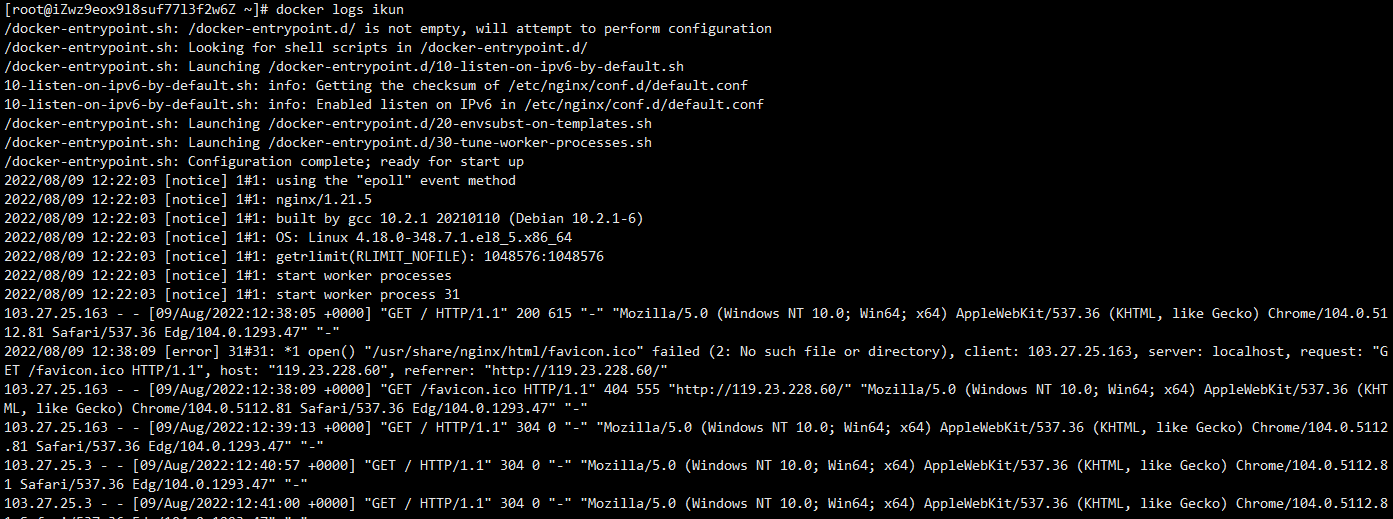 [root@iZwz9eox9l8suf77l3f2w6Z ~]# docker logs ikun
/docker-entrypoint.sh: /docker-entrypoint.d/ is not empty, will attempt to perform configuration
/docker-entrypoint.sh: Looking for shell scripts in /docker-entrypoint.d/
/docker-entrypoint.sh: Launching /docker-entrypoint.d/10-listen-on-ipv6-by-default.sh
10-listen-on-ipv6-by-default.sh: info: Getting the checksum of /etc/nginx/conf.d/default.conf
10-listen-on-ipv6-by-default.sh: info: Enabled listen on IPv6 in /etc/nginx/conf.d/default.conf
/docker-entrypoint.sh: Launching /docker-entrypoint.d/20-envsubst-on-templates.sh
/docker-entrypoint.sh: Launching /docker-entrypoint.d/30-tune-worker-processes.sh
/docker-entrypoint.sh: Configuration complete; ready for start up
2022/08/09 12:22:03 [notice] 1#1: using the "epoll" event method
2022/08/09 12:22:03 [notice] 1#1: nginx/1.21.5
2022/08/09 12:22:03 [notice] 1#1: built by gcc 10.2.1 20210110 (Debian 10.2.1-6)
2022/08/09 12:22:03 [notice] 1#1: OS: Linux 4.18.0-348.7.1.el8_5.x86_64
2022/08/09 12:22:03 [notice] 1#1: getrlimit(RLIMIT_NOFILE): 1048576:1048576
2022/08/09 12:22:03 [notice] 1#1: start worker processes
2022/08/09 12:22:03 [notice] 1#1: start worker process 31
103.27.25.163 - - [09/Aug/2022:12:38:05 +0000] "GET / HTTP/1.1" 200 615 "-" "Mozilla/5.0 (Windows NT 10.0; Win64; x64) AppleWebKit/537.36 (KHTML, like Gecko) Chrome/104.0.51
12.81 Safari/537.36 Edg/104.0.1293.47" "-"
2022/08/09 12:38:09 [error] 31#31: *1 open() "/usr/share/nginx/html/favicon.ico" failed (2: No such file or directory), client: 103.27.25.163, server: localhost, request: "G
ET /favicon.ico HTTP/1.1", host: "119.23.228.60", referrer: "http://119.23.228.60/"
103.27.25.163 - - [09/Aug/2022:12:38:09 +0000] "GET /favicon.ico HTTP/1.1" 404 555 "http://119.23.228.60/" "Mozilla/5.0 (Windows NT 10.0; Win64; x64) AppleWebKit/537.36 (KHT
ML, like Gecko) Chrome/104.0.5112.81 Safari/537.36 Edg/104.0.1293.47" "-"
103.27.25.163 - - [09/Aug/2022:12:39:13 +0000] "GET / HTTP/1.1" 304 0 "-" "Mozilla/5.0 (Windows NT 10.0; Win64; x64) AppleWebKit/537.36 (KHTML, like Gecko) Chrome/104.0.5112
.81 Safari/537.36 Edg/104.0.1293.47" "-"
103.27.25.3 - - [09/Aug/2022:12:40:57 +0000] "GET / HTTP/1.1" 304 0 "-" "Mozilla/5.0 (Windows NT 10.0; Win64; x64) AppleWebKit/537.36 (KHTML, like Gecko) Chrome/104.0.5112.8
1 Safari/537.36 Edg/104.0.1293.47" "-"
103.27.25.3 - - [09/Aug/2022:12:41:00 +0000] "GET / HTTP/1.1" 304 0 "-" "Mozilla/5.0 (Windows NT 10.0; Win64; x64) AppleWebKit/537.36 (KHTML, like Gecko) Chrome/104.0.5112.8